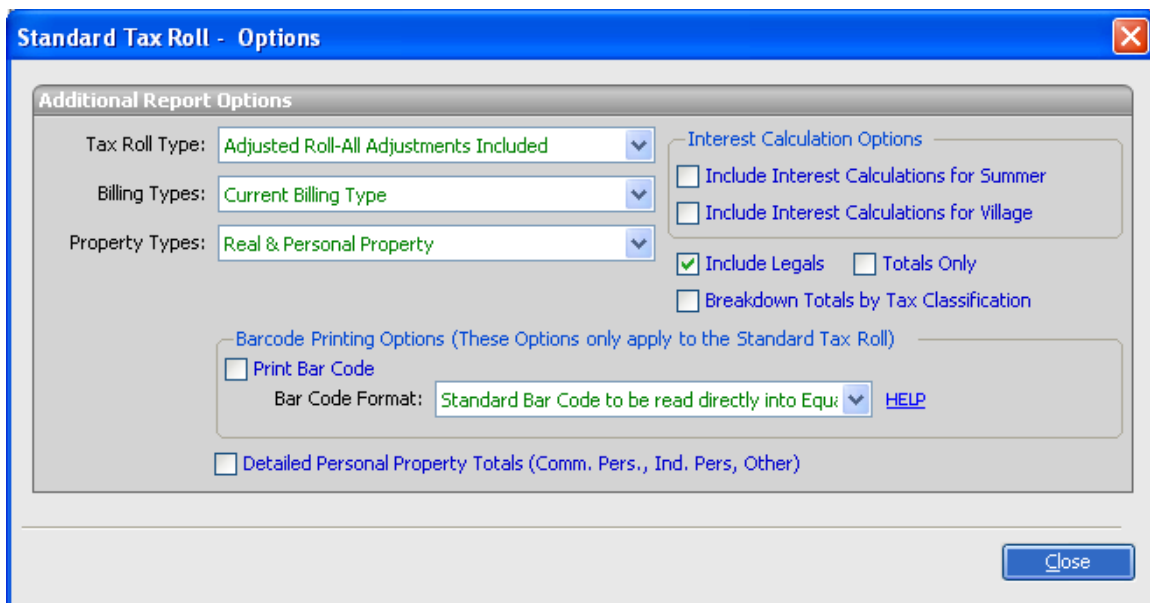 Standard Tax Roll - Options
Additional Report Options
Tax Roll Type: Adjusted Roll-All Adjustments Included
Billing Types: Current Billing Type
Property Types: Real & Personal Property
Interest Calculation Options
Include Interest Calculations for Summer
Include Interest Calculations for Village
Include Legals Totals Only
Breakdown Totals by Tax Classification
Barcode Printing Options (These Options only apply to the Standard Tax Roll)
Print Bar Code
Bar Code Format: Standard Bar Code to be read directly into Equa HELP
Detailed Personal Property Totals (Comm. Pers., Ind. Pers, Other)
Close